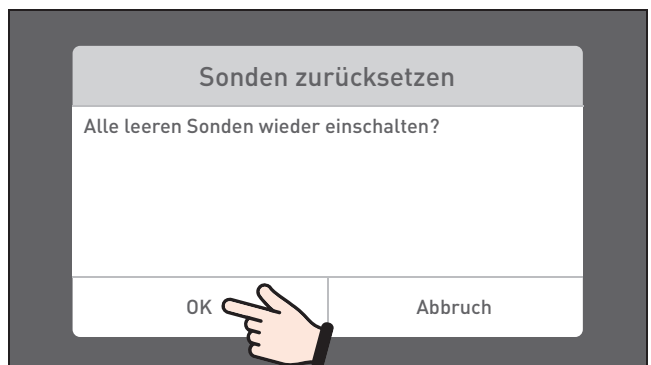 Sonden zurücksetzen
Alle leeren Sonden wieder einschalten?
OK
Abbruch